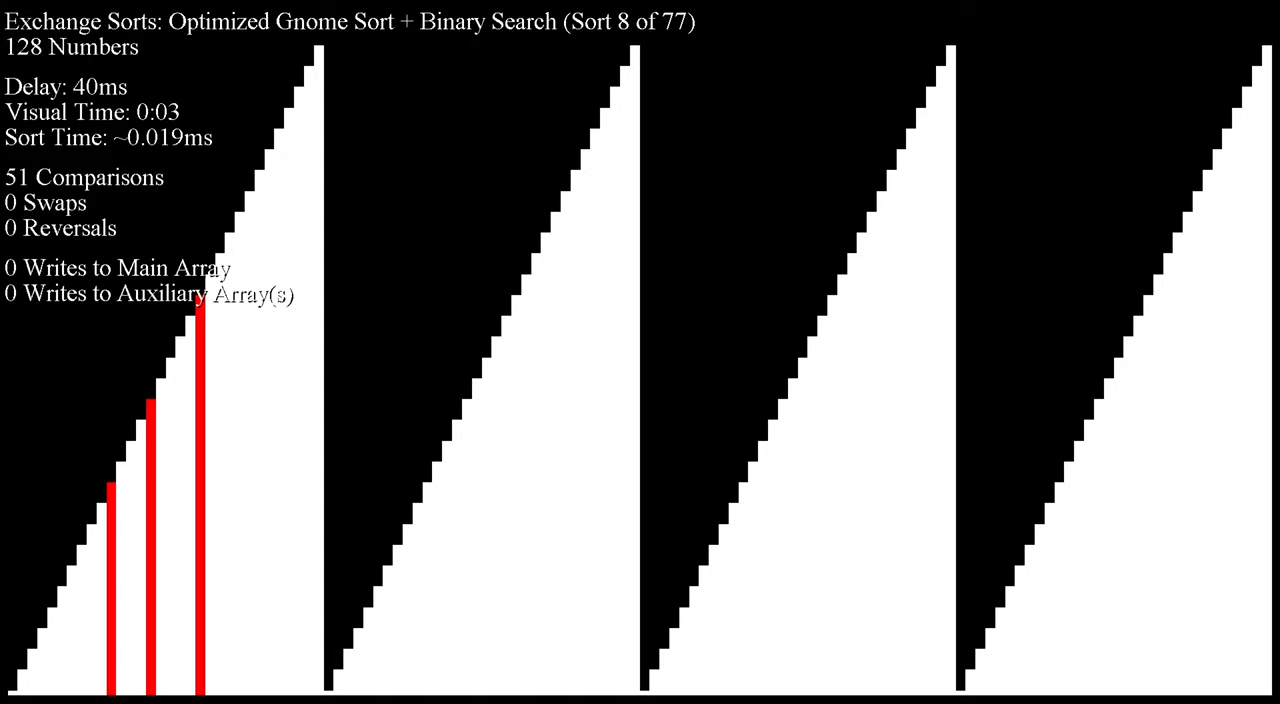 Exchange Sorts: Optimized Gnome Sort + Binary Search (Sort 8 of 77)
128 Numbers
Delay: 40ms
Visual Time: 0:03
Sort Time: ~0.019ms
51 Comparisons
0 Swaps
0 Reversals
0 Writes to Main Array
0 Writes to Auxiliary Array(s)